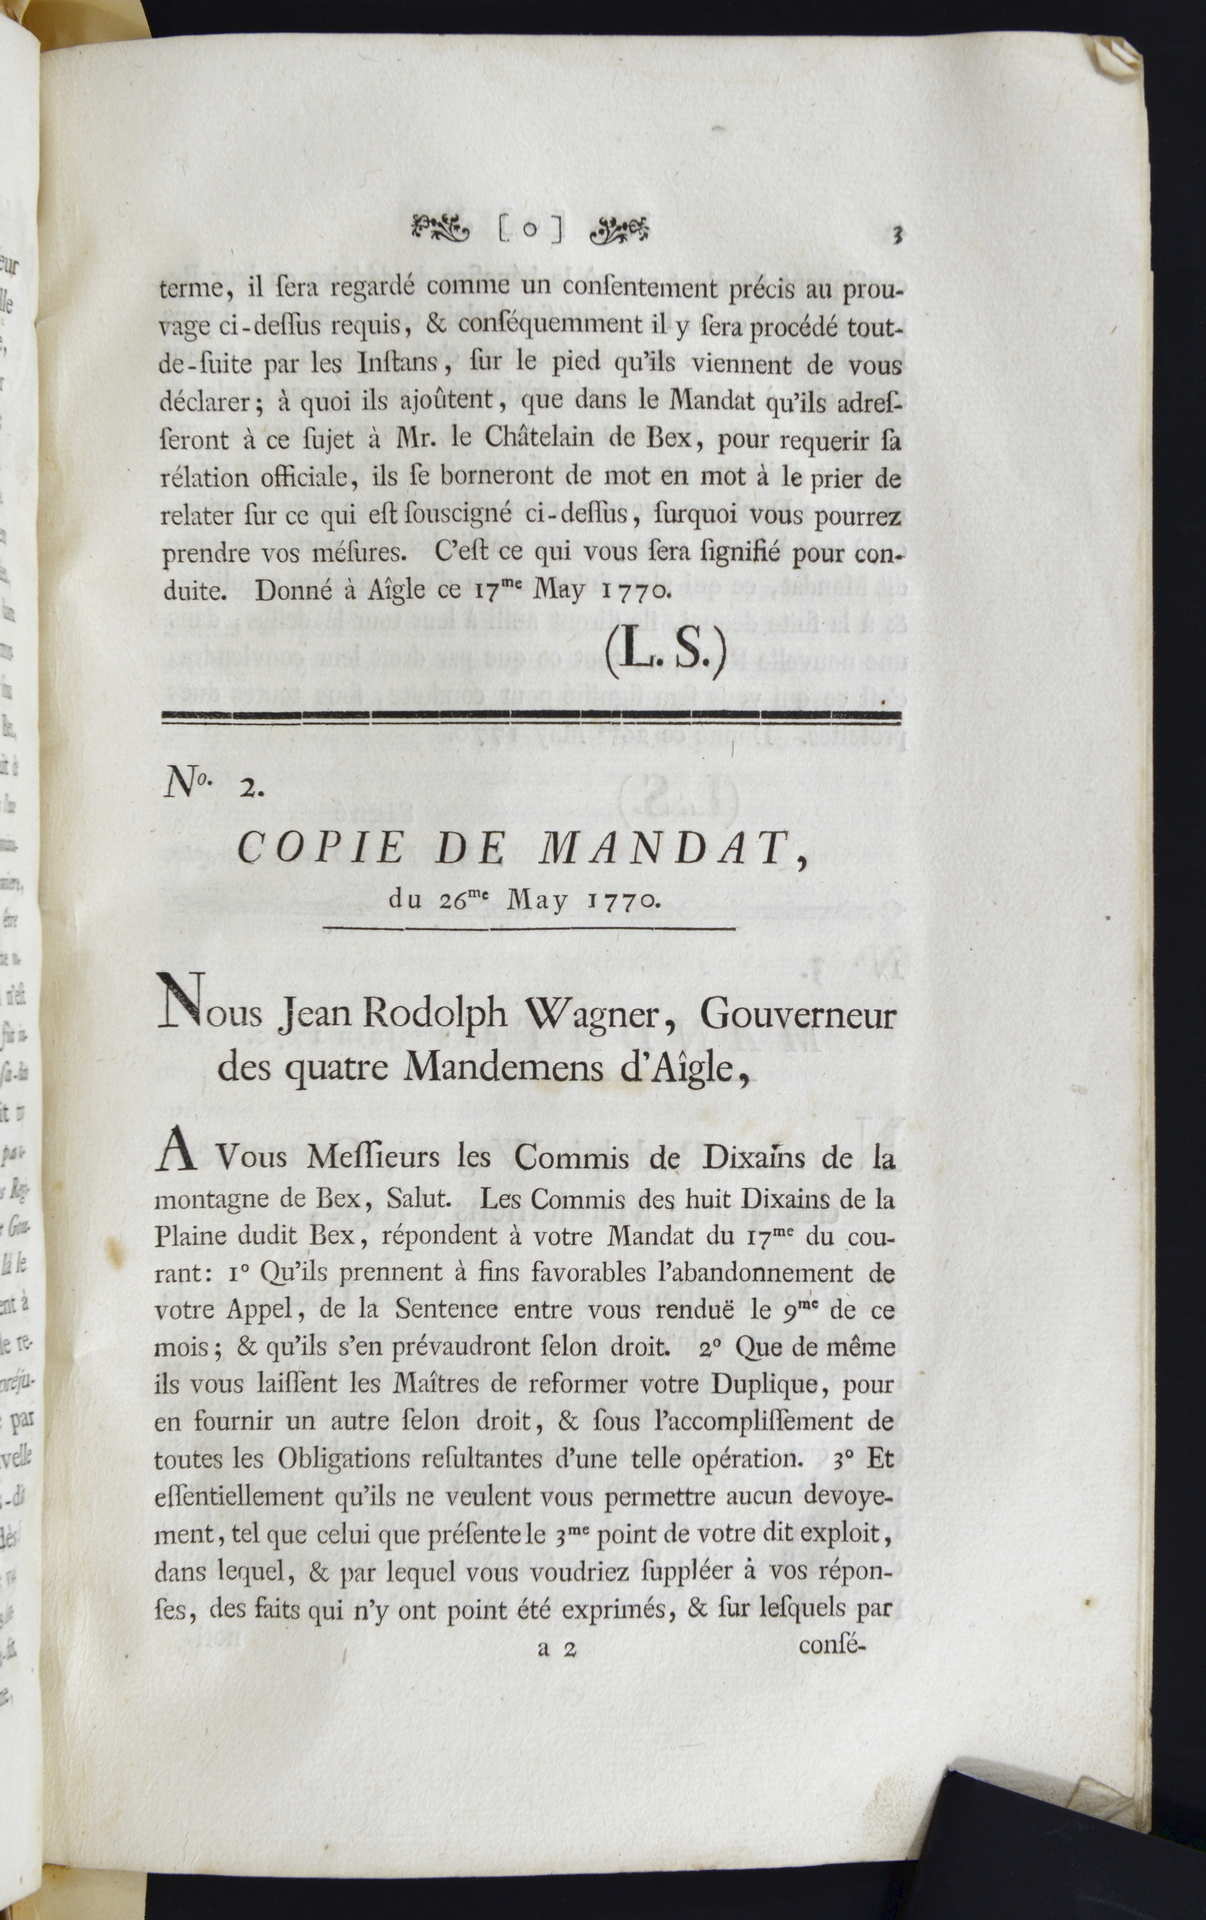 [ o ] 3
terme, il ſera regardé comme un conſentement précis au prou-
vage ci-deſſus requis, & conſéquemment il y ſera procédé tout-
de-ſuite par les Inſtans, ſur le pied qu'ils viennent de vous
déclarer; à quoi ils ajoûtent, que dans le Mandat qu'ils adreſ-
ſeront à ce ſujet à Mr. le Châtelain de Bex, pour requerir ſa
rélation officiale, ils ſe borneront de mot en mot à le prier de
relater ſur ce qui eſt ſouscigné ci-deſſus, ſurquoi vous pourrez
prendre vos méſures. C'eſt ce qui vous ſera ſignifié pour con-
duite. Donné à Aîgle ce 17me May 1770.
(L. S.)
No. 2.
COPIE DE MANDAT,
du 26me May 1770.
Nous Jean Rodolph Wagner, Gouverneur
des quatre Mandemens d'Aîgle,
A Vous Meſſieurs les Commis de Dixains de la
montagne de Bex, Salut. Les Commis des huit Dixains de la
Plaine dudit Bex, répondent à votre Mandat du 17me du cou-
rant: 1° Qu'ils prennent à fins favorables l'abandonnement de
votre Appel, de la Sentence entre vous renduë le 9me de ce
mois; & qu'ils s'en prévaudront ſelon droit. 2° Que de même
ils vous laiſſent les Maîtres de reformer votre Duplique, pour
en fournir un autre ſelon droit, & ſous l'accompliſſement de
toutes les Obligations reſultantes d'une telle opération. 3° Et
eſſentiellement qu'ils ne veulent vous permettre aucun devoye-
ment, tel que celui que préſente le 3me point de votre dit exploit,
dans lequel, & par lequel vous voudriez ſuppléer à vos répon-
ſes, des faits qui n'y ont point été exprimés, & ſur leſquels par
a 2 conſé-